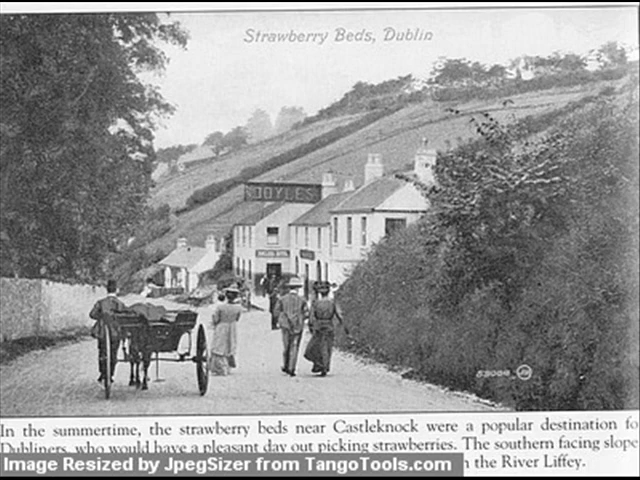 Strawberry Beds, Dublin
DOYLES
53008 JV
In the summertime, the strawberry beds near Castleknock were a popular destination fo
Dubliners, who would have a pleasant day out picking strawberries. The southern facing slope
n the River Liffey.
Image Resized by JpegSizer from TangoTools.com